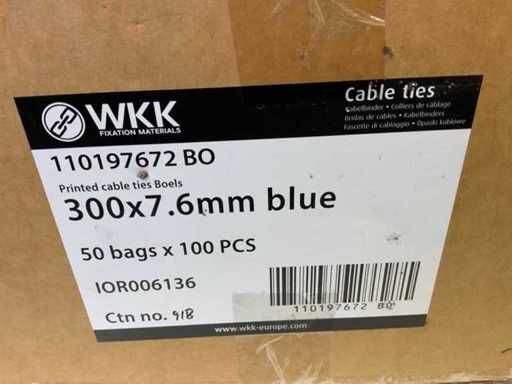 WKK
FIXATION MATERIALS
Cable ties
Kabelbinder • Colliers de câblage
Bridas de cables • Kabelbinders
Fascette di cablaggio • Opaski kablowe
110197672 BO
Printed cable ties Boels
300x7.6mm blue
50 bags x 100 PCS
IOR006136
110197672 BO
Ctn no. 918
www.wkk-europe.com